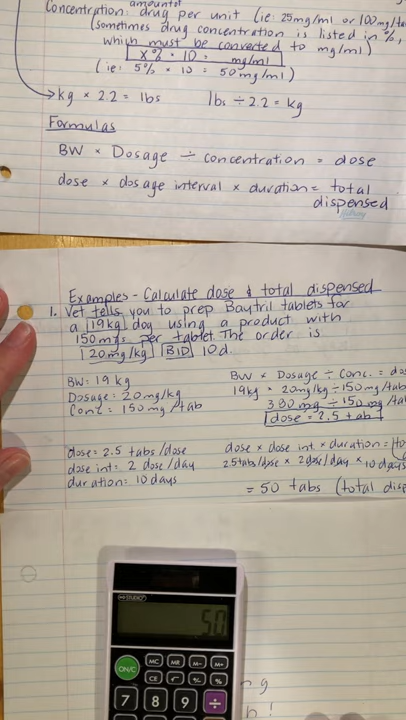 Concentration: amount of drug per unit (ie: 25mg/ml or 100mg/ta
(sometimes drug concentration is listed in %,
which must be converted to mg/ml)
x% · 10 = mg/ml
(ie: 5% × 10 = 50mg/ml)
kg × 2.2 = lbs lbs ÷ 2.2 = kg
Formulas
BW × Dosage ÷ concentration = dose
dose × dosage interval × duration = total
dispensed
Examples - Calculate dose & total dispensed
1. Vet tells you to prep Baytril tablets for
a 19kg dog using a product with
150mgs per tablet. The order is
20mg/kg BID 10d.
BW: 19 kg
Dosage: 20mg/kg
Conc = 150mg/tab
BW × Dosage ÷ Conc. = dos
19kg × 20mg/kg ÷ 150mg/tab
380mg ÷ 150mg/tab
dose = 2.5 tab
dose = 2.5 tabs/dose
dose int: 2 dose/day
duration: 10 days
dose × dose int × duration = to
2.5tabs/dose × 2dose/day × 10 days
= 50 tabs (total disp
STUDIO
50
ON/C MC MR M- M+
CE √ +/- %
7 8 9 ÷